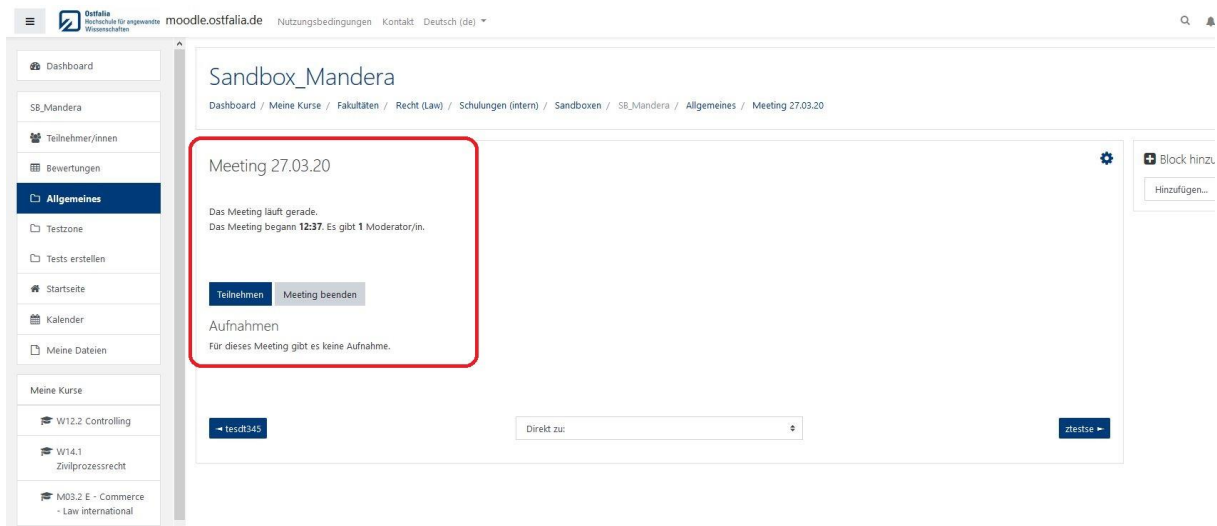 Ostfalia
Hochschule für angewandte
Wissenschaften
moodle.ostfalia.de Nutzungsbedingungen Kontakt Deutsch (de)
Dashboard
SB_Mandera
Teilnehmer/innen
Bewertungen
Allgemeines
Testzone
Tests erstellen
Startseite
Kalender
Meine Dateien
Meine Kurse
W12.2 Controlling
W14.1
Zivilprozessrecht
M03.2 E - Commerce
- Law international
Sandbox_Mandera
Dashboard / Meine Kurse / Fakultäten / Recht (Law) / Schulungen (intern) / Sandboxen / SB_Mandera / Allgemeines / Meeting 27.03.20
Meeting 27.03.20
Das Meeting läuft gerade.
Das Meeting begann 12:37. Es gibt 1 Moderator/in.
Teilnehmen Meeting beenden
Aufnahmen
Für dieses Meeting gibt es keine Aufnahme.
◄ tesdt345 Direkt zu: ztestse ►
Block hinzu
Hinzufügen...